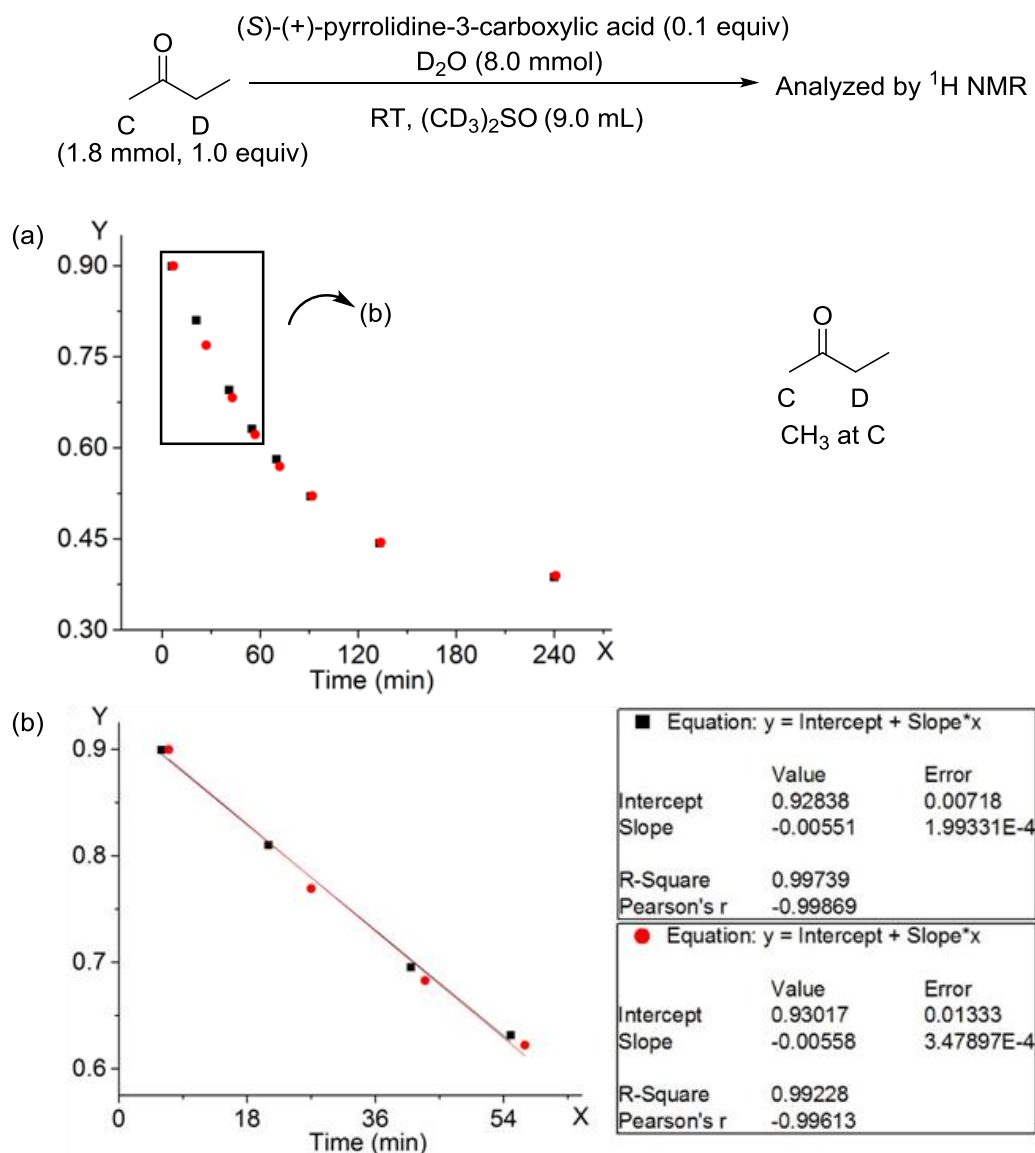 (S)-(+)-pyrrolidine-3-carboxylic acid (0.1 equiv)
O
D₂O (8.0 mmol)
Analyzed by ¹H NMR
C D
RT, (CD₃)₂SO (9.0 mL)
(1.8 mmol, 1.0 equiv)
(a)
Y
0.90
0.75
0.60
0.45
0.30
0 60 120 180 240 X
Time (min)
(b)
O
C D
CH₃ at C
(b)
Y
0.9
0.8
0.7
0.6
0 18 36 54 X
Time (min)
Equation: y = Intercept + Slope*x
Value Error
Intercept 0.92838 0.00718
Slope -0.00551 1.99331E-4
R-Square 0.99739
Pearson's r -0.99869
Equation: y = Intercept + Slope*x
Value Error
Intercept 0.93017 0.01333
Slope -0.00558 3.47897E-4
R-Square 0.99228
Pearson's r -0.99613